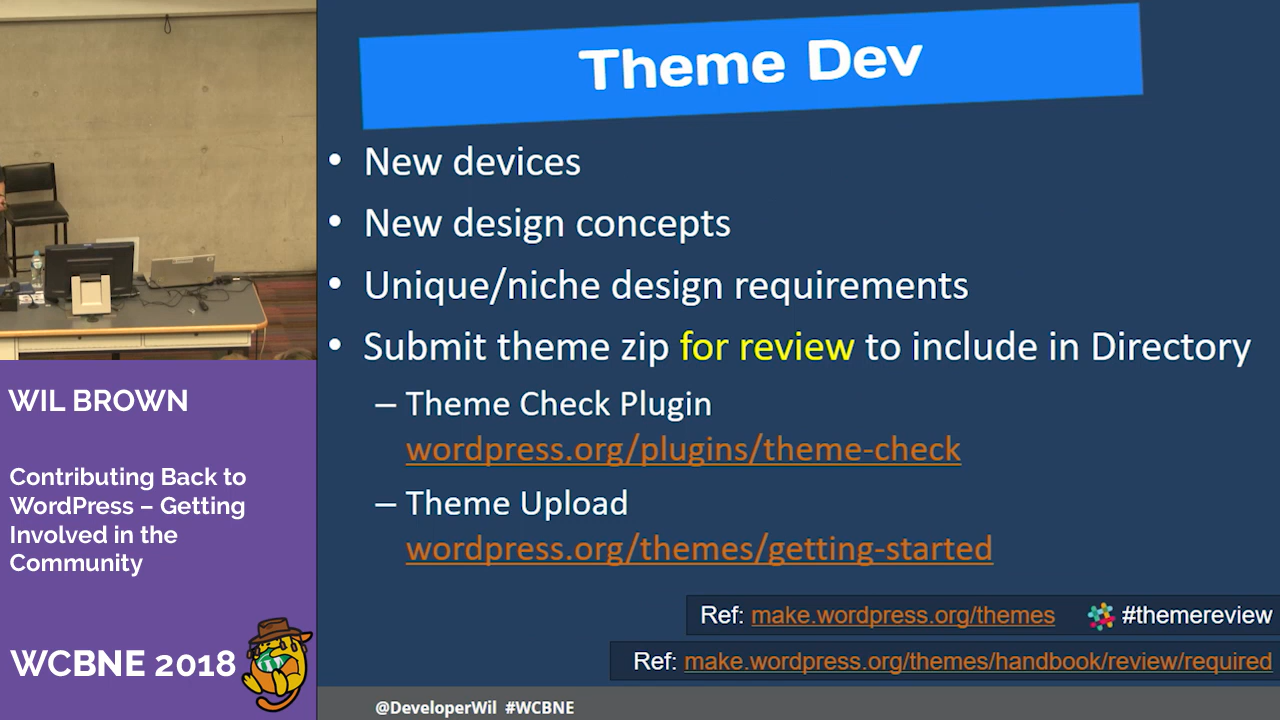 Theme Dev
• New devices
• New design concepts
• Unique/niche design requirements
• Submit theme zip for review to include in Directory
– Theme Check Plugin
wordpress.org/plugins/theme-check
– Theme Upload
wordpress.org/themes/getting-started
Ref: make.wordpress.org/themes #themereview
Ref: make.wordpress.org/themes/handbook/review/required
@DeveloperWil #WCBNE
WIL BROWN
Contributing Back to
WordPress – Getting
Involved in the
Community
WCBNE 2018